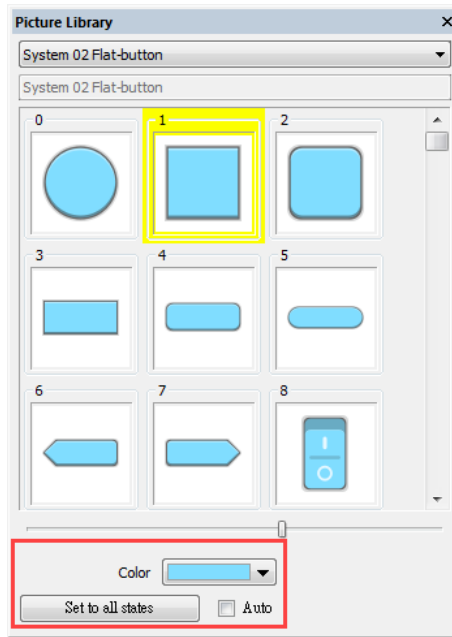 Picture Library
System 02 Flat-button
System 02 Flat-button
0 1 2
3 4 5
6 7 8
Color
Set to all states Auto